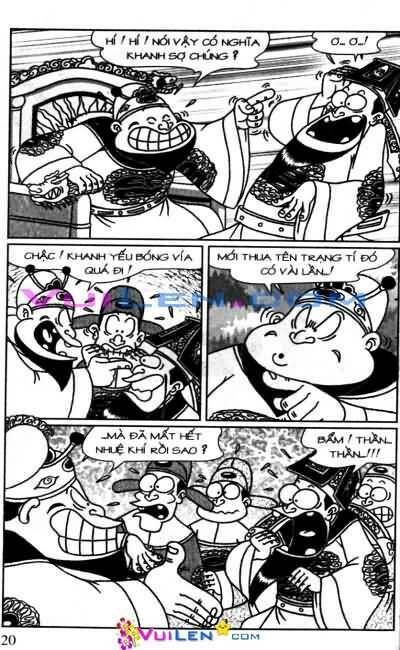 HÍ! HÍ! NÓI VẬY CÓ NGHĨA
KHANH SỢ CHÚNG?
Ơ... Ơ..!
CHẬC! KHANH YẾU BÓNG VÍA
QUÁ ĐI!
MỚI THUA TÊN TRẠNG TÍ ĐÓ
CÓ VÀI LẦN..
VUILEN.COM
..MÀ ĐÃ MẤT HẾT
NHUỆ KHÍ RỒI SAO?
BẨM! THẦN...
THẦN..!!!
20
VUILEN.COM